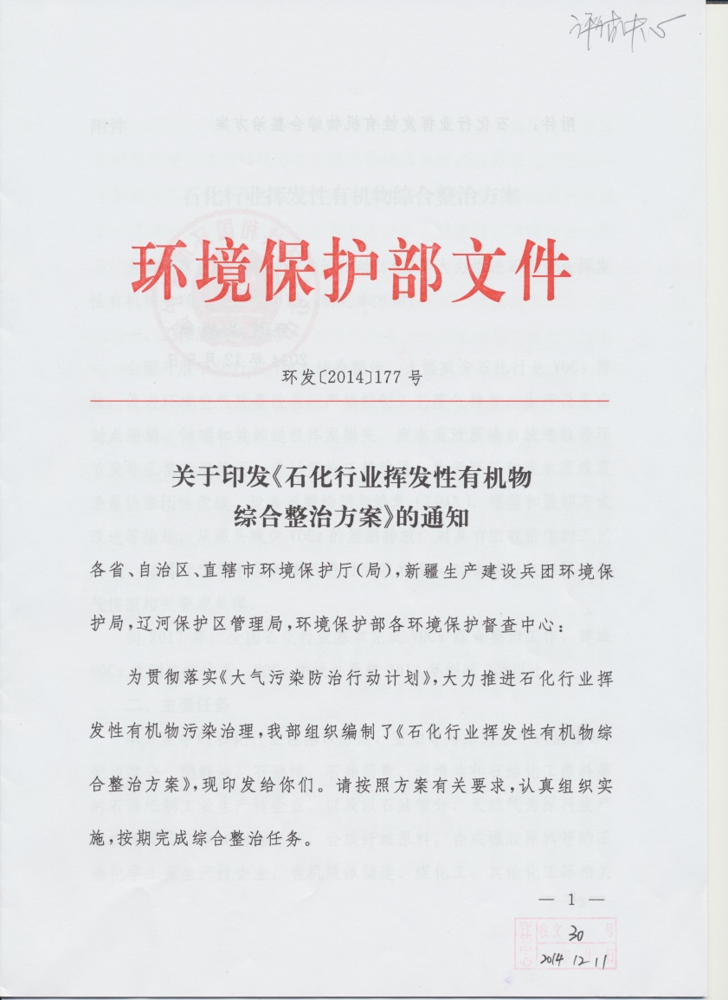 评估中心
环境保护部文件
环发〔2014〕177号
关于印发《石化行业挥发性有机物
综合整治方案》的通知
各省、自治区、直辖市环境保护厅(局),新疆生产建设兵团环境保
护局,辽河保护区管理局,环境保护部各环境保护督查中心:
为贯彻落实《大气污染防治行动计划》,大力推进石化行业挥
发性有机物污染治理,我部组织编制了《石化行业挥发性有机物综
合整治方案》,现印发给你们。请按照方案有关要求,认真组织实
施,按期完成综合整治任务。
— 1 —
收文 30 号
2014 12 11